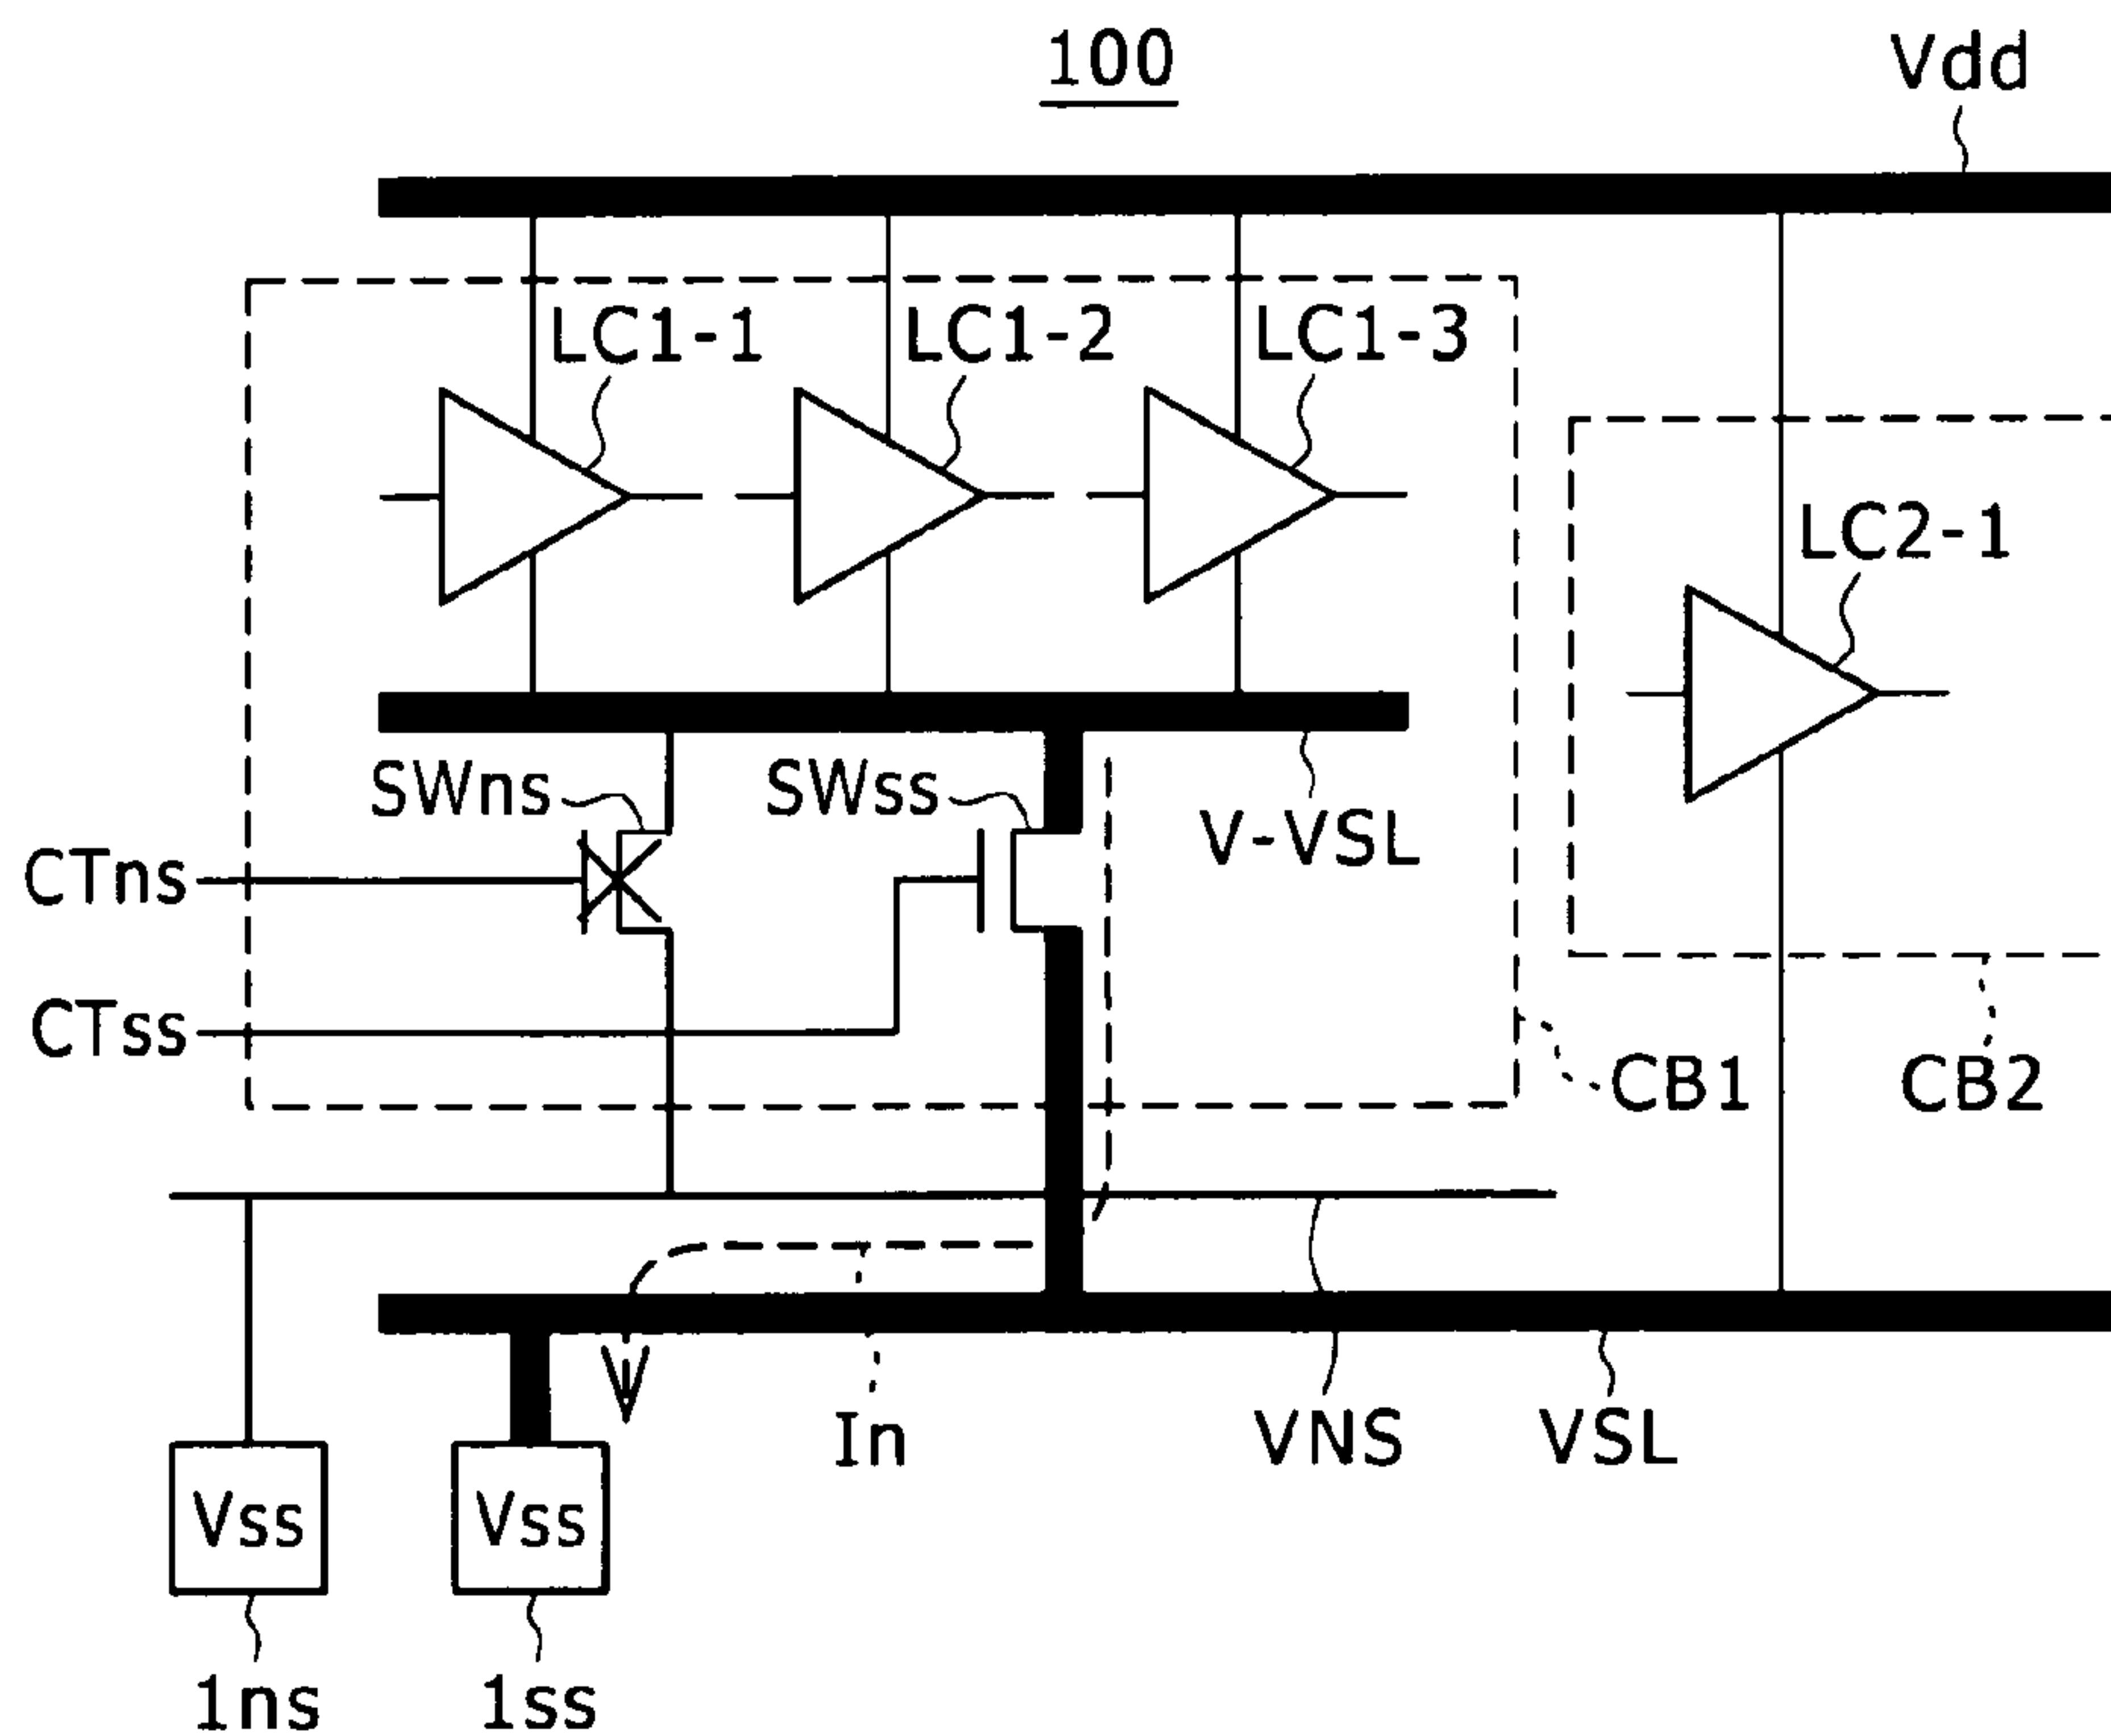 100
Vdd
LC1-1
LC1-2
LC1-3
LC2-1
SWns
SWss
V-VSL
CTns
CTss
CB1
CB2
In
VNS
VSL
Vss
Vss
1ns
1ss